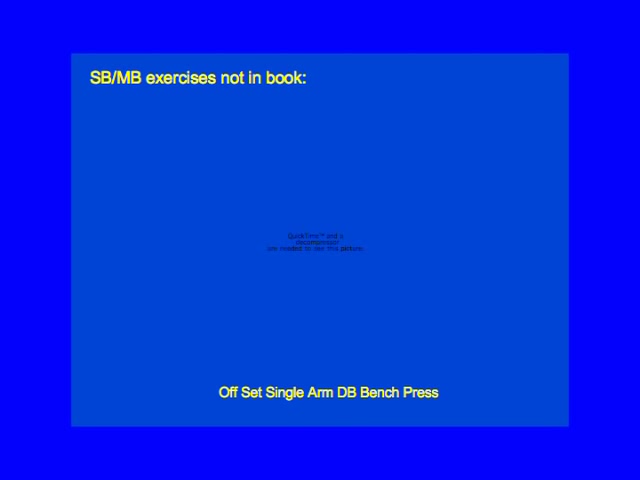 SB/MB exercises not in book:
QuickTime™ and a
decompressor
are needed to see this picture.
Off Set Single Arm DB Bench Press